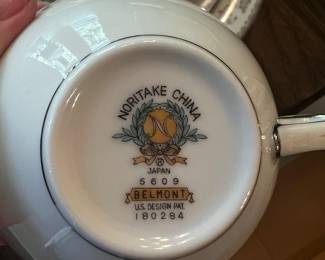 NORITAKE CHINA
N
®
JAPAN
5609
BELMONT
U.S. DESIGN PAT.
180284